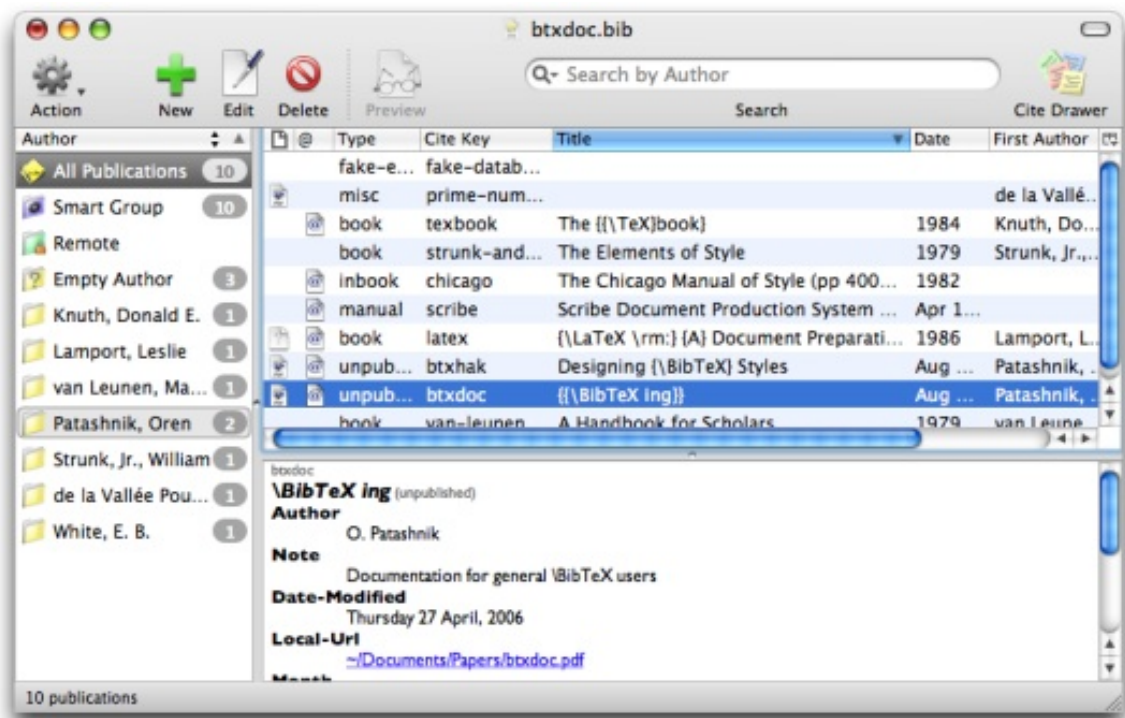 btxdoc.bib
Action New Edit Delete Preview Search by Author Search Cite Drawer
Author
All Publications 10
Smart Group 10
Remote
Empty Author 3
Knuth, Donald E. 1
Lamport, Leslie 1
van Leunen, Ma... 1
Patashnik, Oren 2
Strunk, Jr., William 1
de la Vallée Pou... 1
White, E. B. 1
@ Type Cite Key Title Date First Author
fake-e... fake-datab...
misc prime-num... de la Vallé..
book texbook The {{\TeX}book} 1984 Knuth, Do...
book strunk-and... The Elements of Style 1979 Strunk, Jr.,..
inbook chicago The Chicago Manual of Style (pp 400... 1982
manual scribe Scribe Document Production System ... Apr 1...
book latex {\LaTeX \rm:} {A} Document Preparati... 1986 Lamport, L..
unpub... btxhak Designing {\BibTeX} Styles Aug ... Patashnik, .
unpub... btxdoc {{\BibTeX ing}} Aug ... Patashnik, .
book van-leunen A Handbook for Scholars 1979 van Leune
btxdoc
\BibTeX ing (unpublished)
Author
O. Patashnik
Note
Documentation for general \BibTeX users
Date-Modified
Thursday 27 April, 2006
Local-Url
~/Documents/Papers/btxdoc.pdf
Month
10 publications